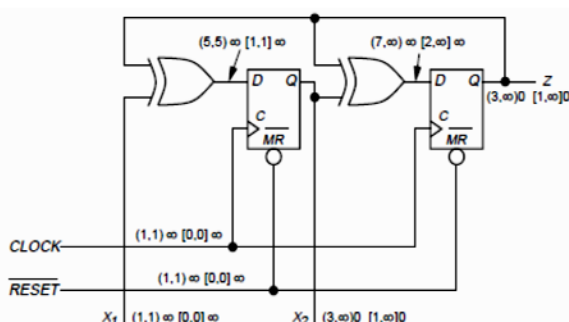 (5,5) ∞ [1,1] ∞
(7,∞) ∞ [2,∞] ∞
D Q
D Q
Z
(3,∞)0 [1,∞]0
C
C
MR
MR
CLOCK
(1,1) ∞ [0,0] ∞
RESET
(1,1) ∞ [0,0] ∞
X1 (1,1) ∞ [0,0] ∞
X2 (3,∞)0 [1,∞]0